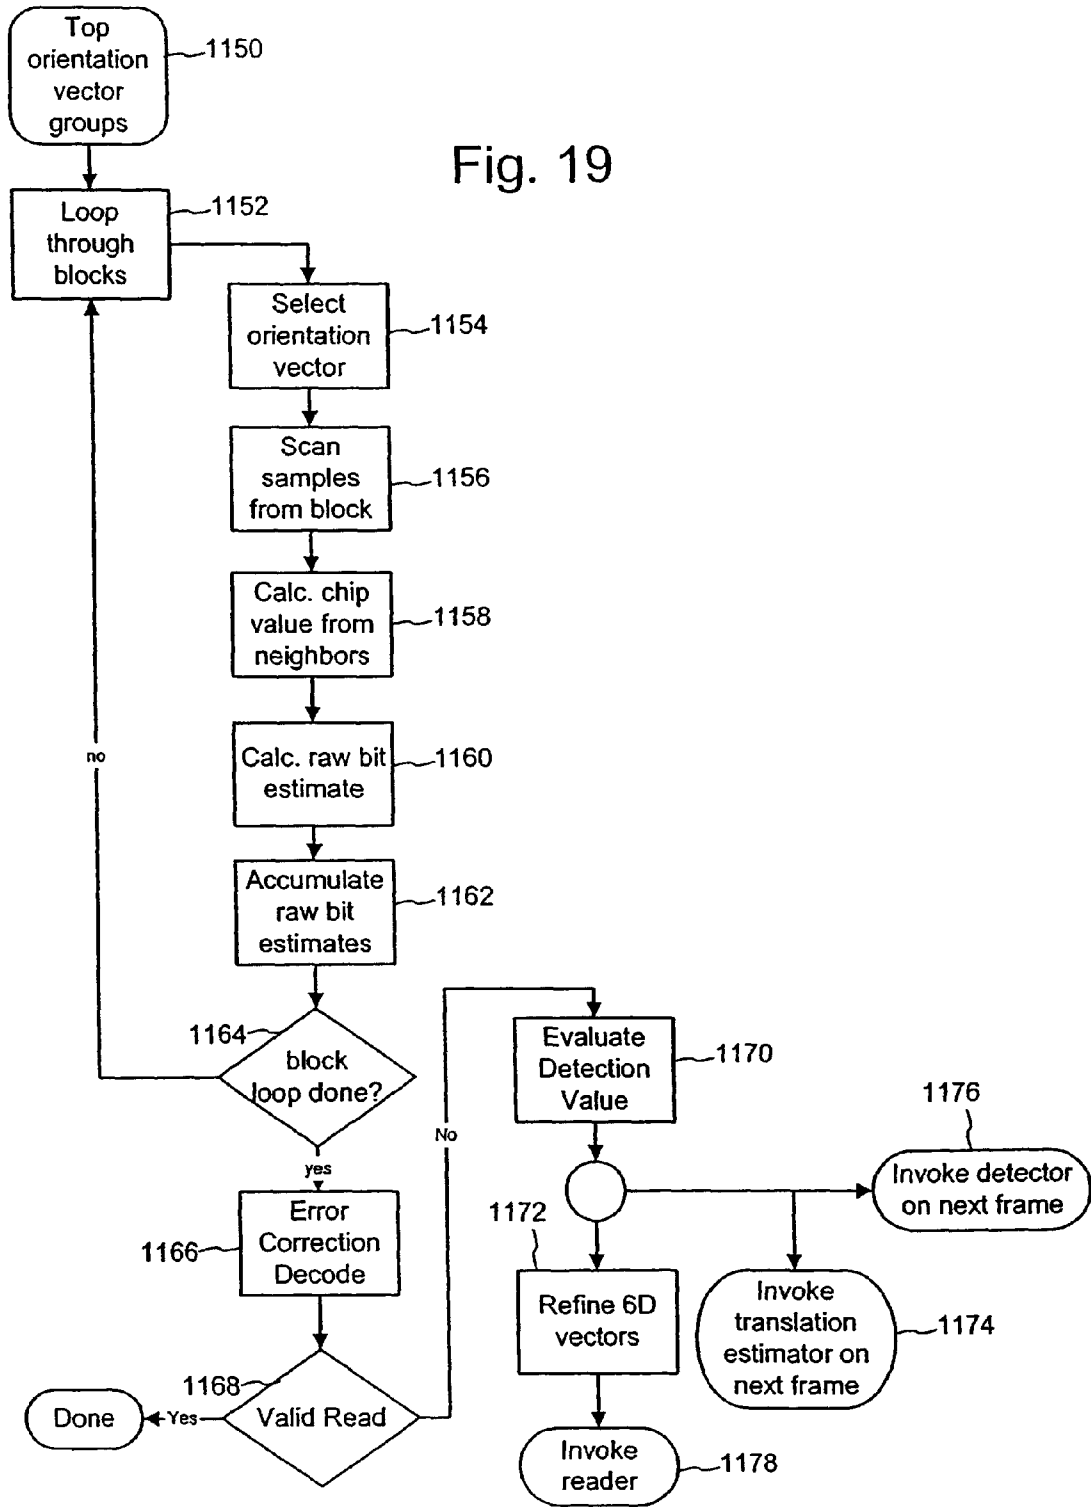 Top
orientation
vector
groups
1150
Fig. 19
Loop
through
blocks
1152
Select
orientation
vector
1154
Scan
samples
from block
1156
Calc. chip
value from
neighbors
1158
Calc. raw bit
estimate
1160
no
Accumulate
raw bit
estimates
1162
1164
block
loop done?
yes
Error
Correction
Decode
1166
1168
Valid Read
Yes
Done
No
Evaluate
Detection
Value
1170
1176
Invoke detector
on next frame
1172
Refine 6D
vectors
Invoke
translation
estimator on
next frame
1174
Invoke
reader
1178